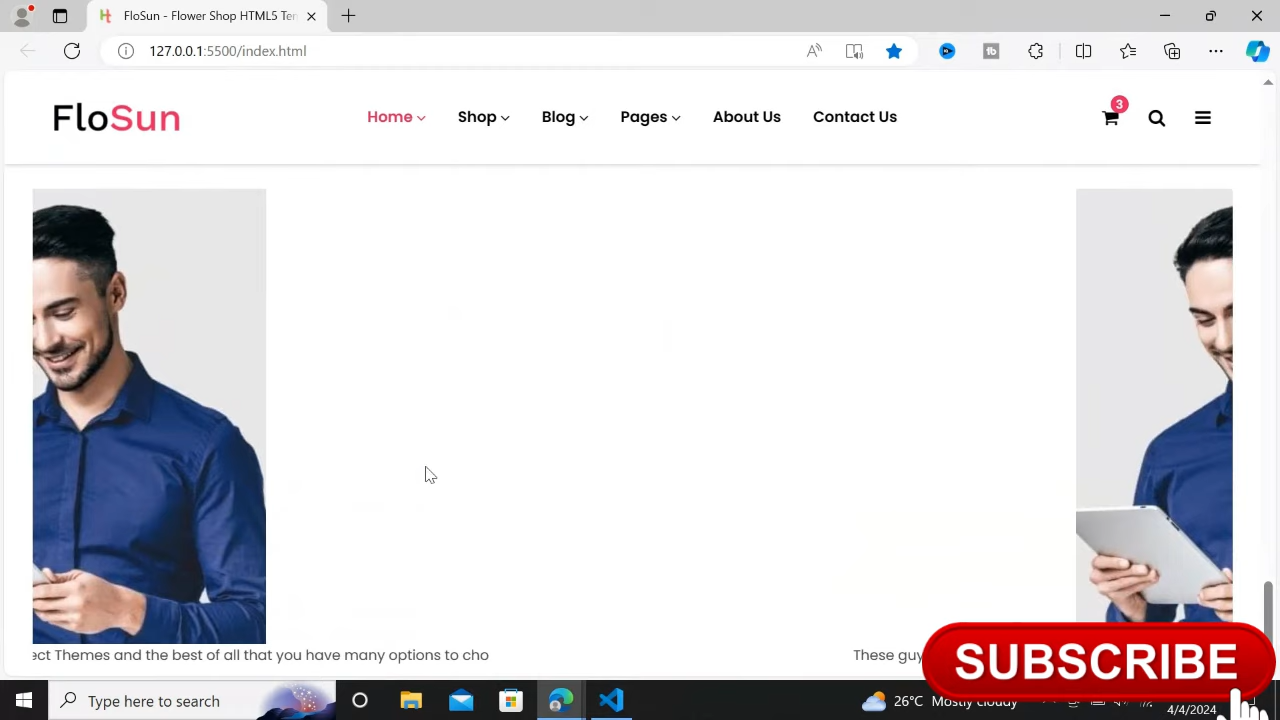 FloSun - Flower Shop HTML5 Te
127.0.0.1:5500/index.html
FloSun
Home
Shop
Blog
Pages
About Us
Contact Us
3
ect Themes and the best of all that you have many options to cho
These guy
SUBSCRIBE
Type here to search
26°C Mostly cloudy
4/4/2024